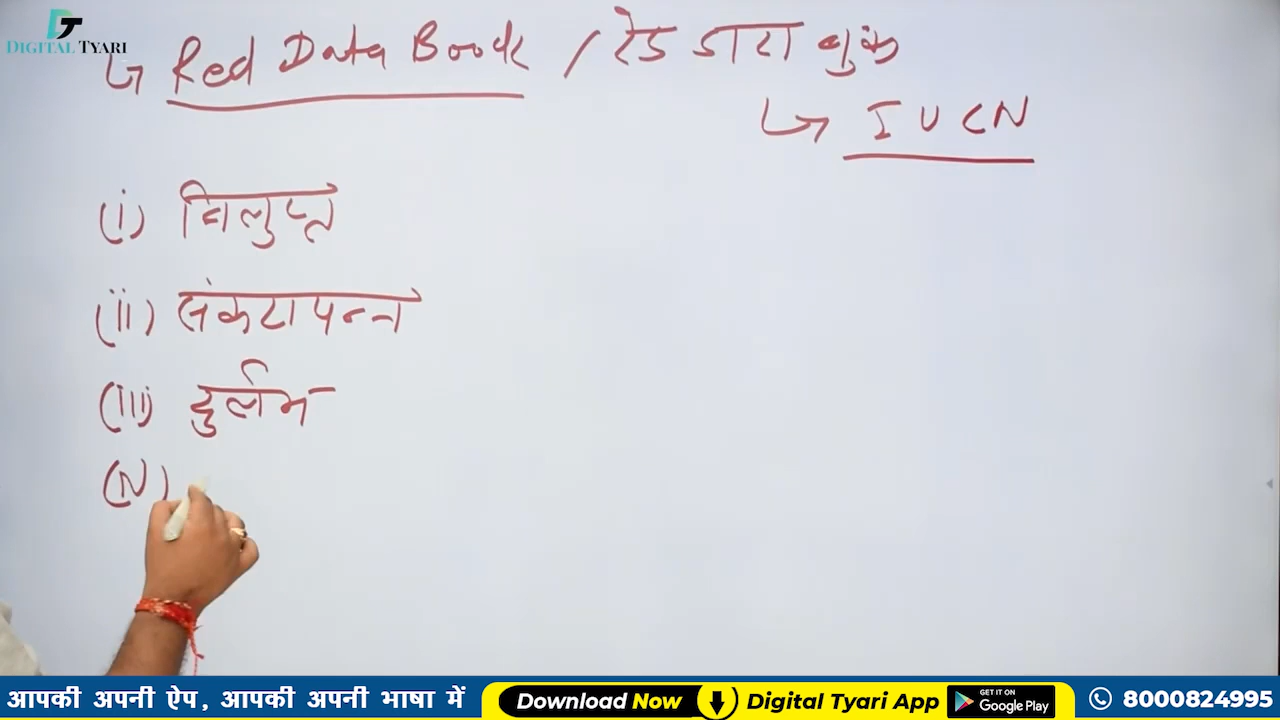 DT
DIGITAL TYARI
↳ Red Data Book / रेड डाटा बुक
↳ IUCN
(i) विलुप्त
(ii) संकटापन्न
(iii) दुर्लभ
(iv)
आपकी अपनी ऐप, आपकी अपनी भाषा में
Download Now
Digital Tyari App
GET IT ON
Google Play
8000824995